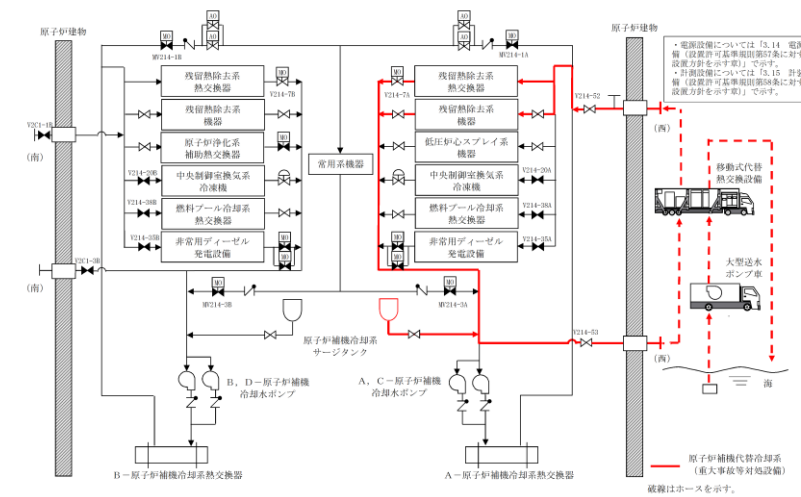 原子炉建物
MO
AO
AO
MV214-1B
AO
AO
MO
MV214-1A
原子炉建物
・電源設備については「3.14 電源
備（設置許可基準規則第57条に対す
設置方針を示す章）」で示す。
・計測設備については「3.15 計装
備（設置許可基準規則第58条に対す
設置方針を示す章）」で示す。
残留熱除去系
熱交換器
MO
V214-7B
残留熱除去系
機器
原子炉浄化系
補助熱交換器
MO
中央制御室換気系
冷凍機
V214-20B
燃料プール冷却系
熱交換器
V214-38B
非常用ディーゼル
発電設備
V214-35B
MO
MO
V2C1-1B
(南)
V2C1-3B
(南)
常用系機器
MO
V214-7A
残留熱除去系
熱交換器
残留熱除去系
機器
低圧炉心スプレイ系
機器
中央制御室換気系
冷凍機
V214-20A
燃料プール冷却系
熱交換器
V214-38A
非常用ディーゼル
発電設備
V214-35A
MO
MO
V214-52
(西)
移動式代替
熱交換設備
大型送水
ポンプ車
MO
MV214-3B
MO
MV214-3A
V214-53
(西)
海
原子炉補機冷却系
サージタンク
B，D－原子炉補機
冷却水ポンプ
A，C－原子炉補機
冷却水ポンプ
B－原子炉補機冷却系熱交換器
A－原子炉補機冷却系熱交換器
原子炉補機代替冷却系
（重大事故等対処設備）
破線はホースを示す。